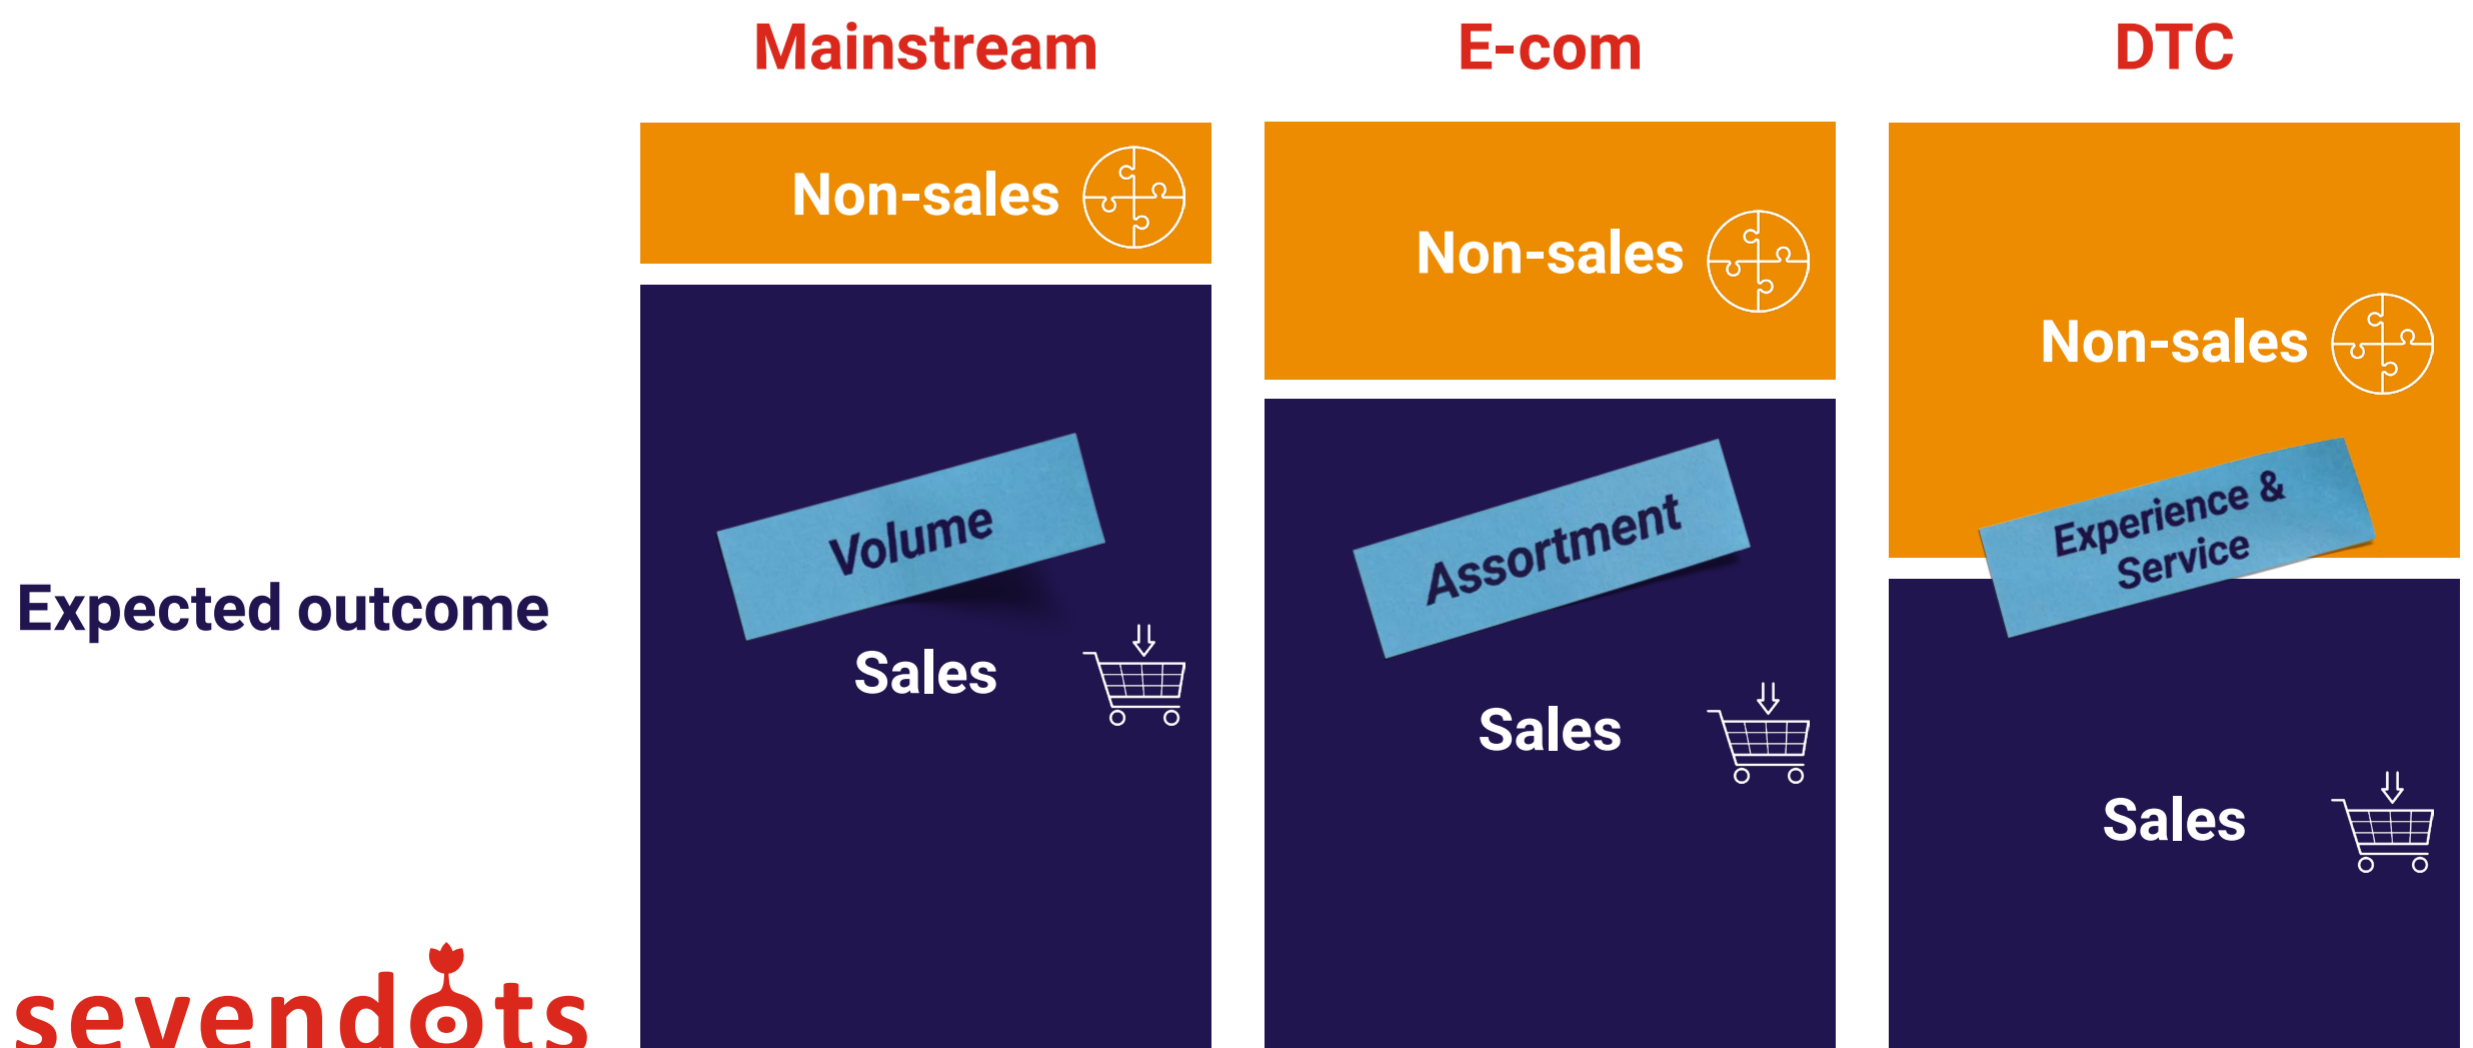 Mainstream
E-com
DTC
Non-sales
Non-sales
Non-sales
Volume
Assortment
Experience &
Service
Expected outcome
Sales
Sales
Sales
sevendots